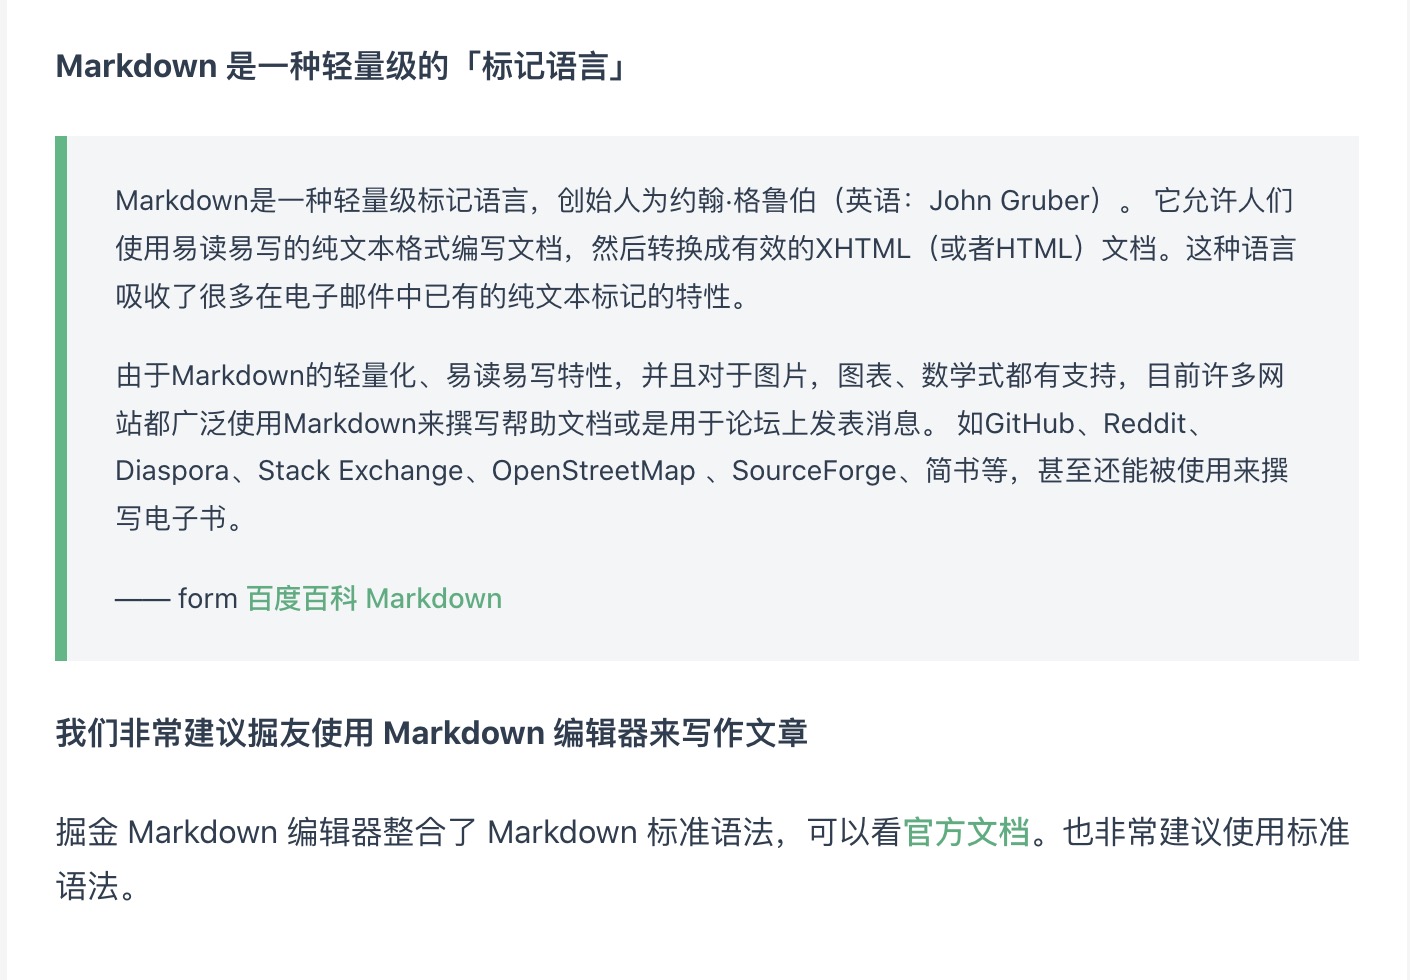 Markdown 是一种轻量级的「标记语言」
Markdown是一种轻量级标记语言，创始人为约翰·格鲁伯（英语：John Gruber）。 它允许人们
使用易读易写的纯文本格式编写文档，然后转换成有效的XHTML（或者HTML）文档。这种语言
吸收了很多在电子邮件中已有的纯文本标记的特性。
由于Markdown的轻量化、易读易写特性，并且对于图片，图表、数学式都有支持，目前许多网
站都广泛使用Markdown来撰写帮助文档或是用于论坛上发表消息。 如GitHub、Reddit、
Diaspora、Stack Exchange、OpenStreetMap 、SourceForge、简书等，甚至还能被使用来撰
写电子书。
—— form 百度百科 Markdown
我们非常建议掘友使用 Markdown 编辑器来写作文章
掘金 Markdown 编辑器整合了 Markdown 标准语法，可以看官方文档。也非常建议使用标准
语法。